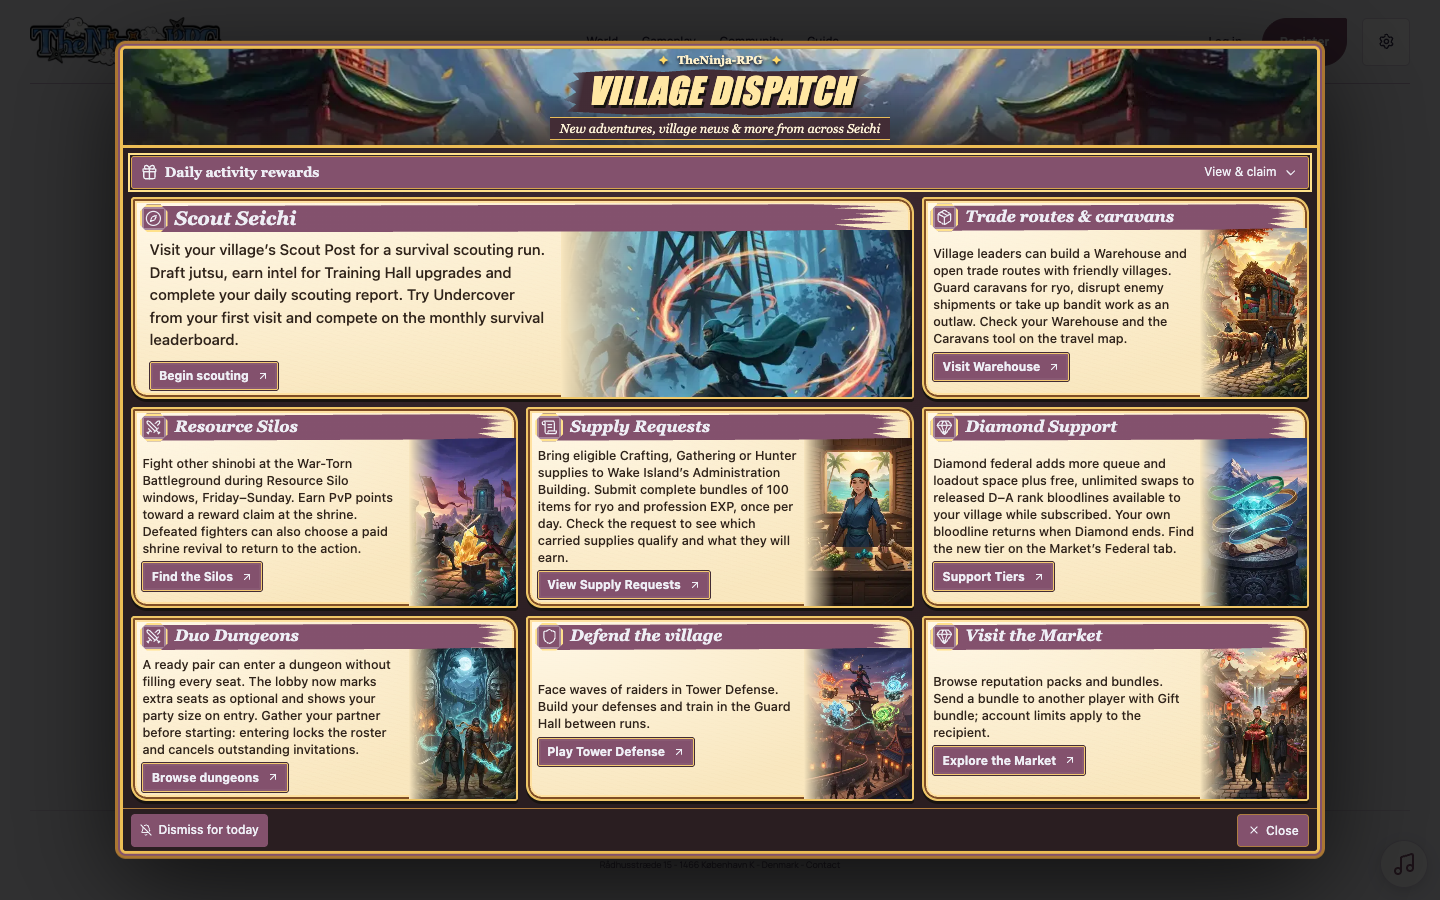 World Gameplay Community Guide
Log in Register
TheNinja-RPG
VILLAGE DISPATCH
New adventures, village news & more from across Seichi
Daily activity rewards
View & claim
Scout Seichi
Visit your village’s Scout Post for a survival scouting run.
Draft jutsu, earn intel for Training Hall upgrades and
complete your daily scouting report. Try Undercover
from your first visit and compete on the monthly survival
leaderboard.
Begin scouting
Trade routes & caravans
Village leaders can build a Warehouse and
open trade routes with friendly villages.
Guard caravans for ryo, disrupt enemy
shipments or take up bandit work as an
outlaw. Check your Warehouse and the
Caravans tool on the travel map.
Visit Warehouse
Resource Silos
Fight other shinobi at the War-Torn
Battleground during Resource Silo
windows, Friday–Sunday. Earn PvP points
toward a reward claim at the shrine.
Defeated fighters can also choose a paid
shrine revival to return to the action.
Find the Silos
Supply Requests
Bring eligible Crafting, Gathering or Hunter
supplies to Wake Island’s Administration
Building. Submit complete bundles of 100
items for ryo and profession EXP, once per
day. Check the request to see which
carried supplies qualify and what they will
earn.
View Supply Requests
Diamond Support
Diamond federal adds more queue and
loadout space plus free, unlimited swaps to
released D–A rank bloodlines available to
your village while subscribed. Your own
bloodline returns when Diamond ends. Find
the new tier on the Market’s Federal tab.
Support Tiers
Duo Dungeons
A ready pair can enter a dungeon without
filling every seat. The lobby now marks
extra seats as optional and shows your
party size on entry. Gather your partner
before starting: entering locks the roster
and cancels outstanding invitations.
Browse dungeons
Defend the village
Face waves of raiders in Tower Defense.
Build your defenses and train in the Guard
Hall between runs.
Play Tower Defense
Visit the Market
Browse reputation packs and bundles.
Send a bundle to another player with Gift
bundle; account limits apply to the
recipient.
Explore the Market
Dismiss for today
Close